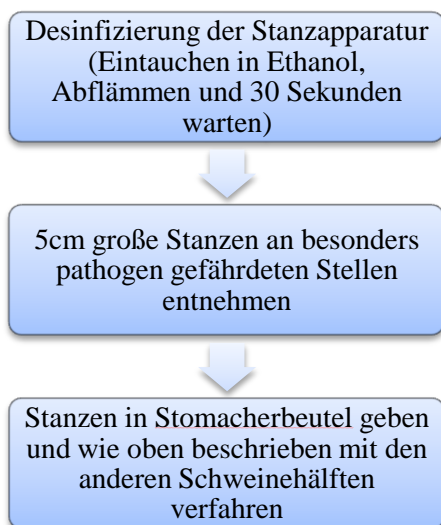 Desinfizierung der Stanzapparatur
(Eintauchen in Ethanol,
Abflämmen und 30 Sekunden
warten)
5cm große Stanzen an besonders
pathogen gefährdeten Stellen
entnehmen
Stanzen in Stomacherbeutel geben
und wie oben beschrieben mit den
anderen Schweinehälften
verfahren